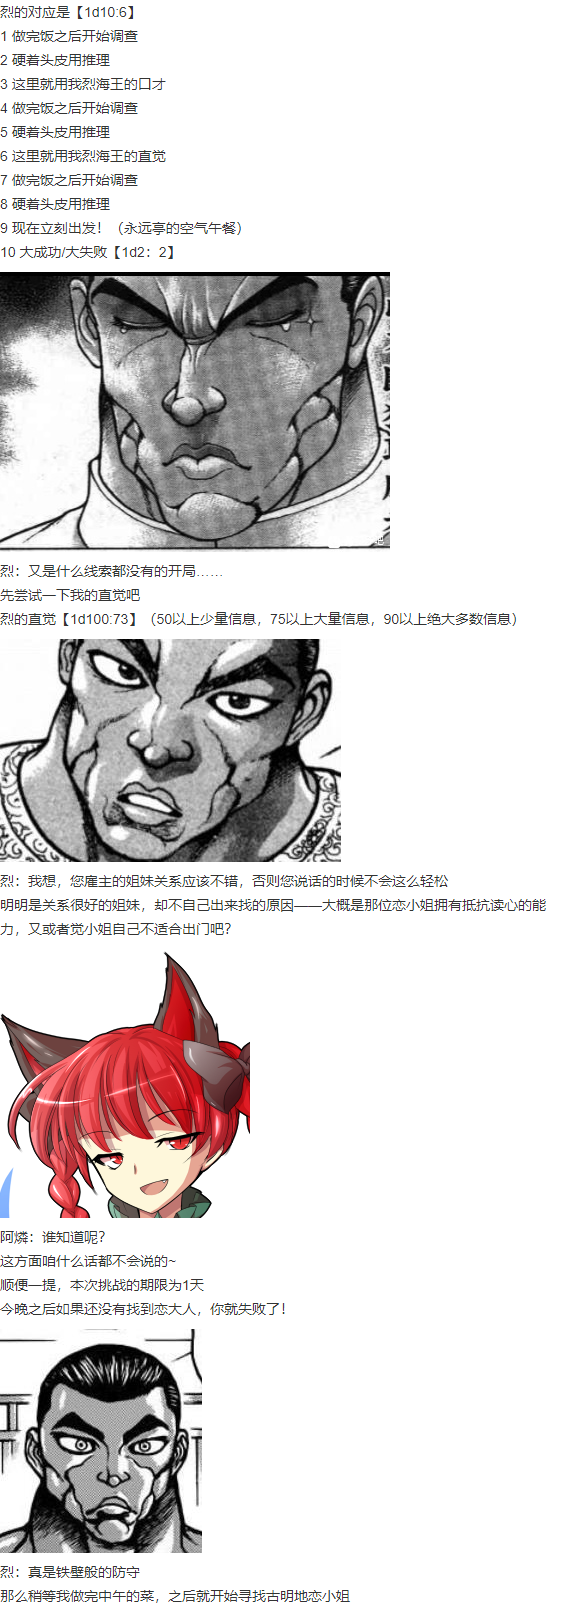 烈的对应是【1d10:6】
1 做完饭之后开始调查
2 硬着头皮用推理
3 这里就用我烈海王的口才
4 做完饭之后开始调查
5 硬着头皮用推理
6 这里就用我烈海王的直觉
7 做完饭之后开始调查
8 硬着头皮用推理
9 现在立刻出发！（永远亭的空气午餐）
10 大成功/大失败【1d2：2】
烈：又是什么线索都没有的开局……
先尝试一下我的直觉吧
烈的直觉【1d100:73】（50以上少量信息，75以上大量信息，90以上绝大多数信息）
烈：我想，您雇主的姐妹关系应该不错，否则您说话的时候不会这么轻松
明明是关系很好的姐妹，却不自己出来找的原因——大概是那位恋小姐拥有抵抗读心的能
力，又或者觉小姐自己不适合出门吧？
阿燐：谁知道呢？
这方面咱什么话都不会说的~
顺便一提，本次挑战的期限为1天
今晚之后如果还没有找到恋大人，你就失败了！
烈：真是铁壁般的防守
那么稍等我做完中午的菜，之后就开始寻找古明地恋小姐